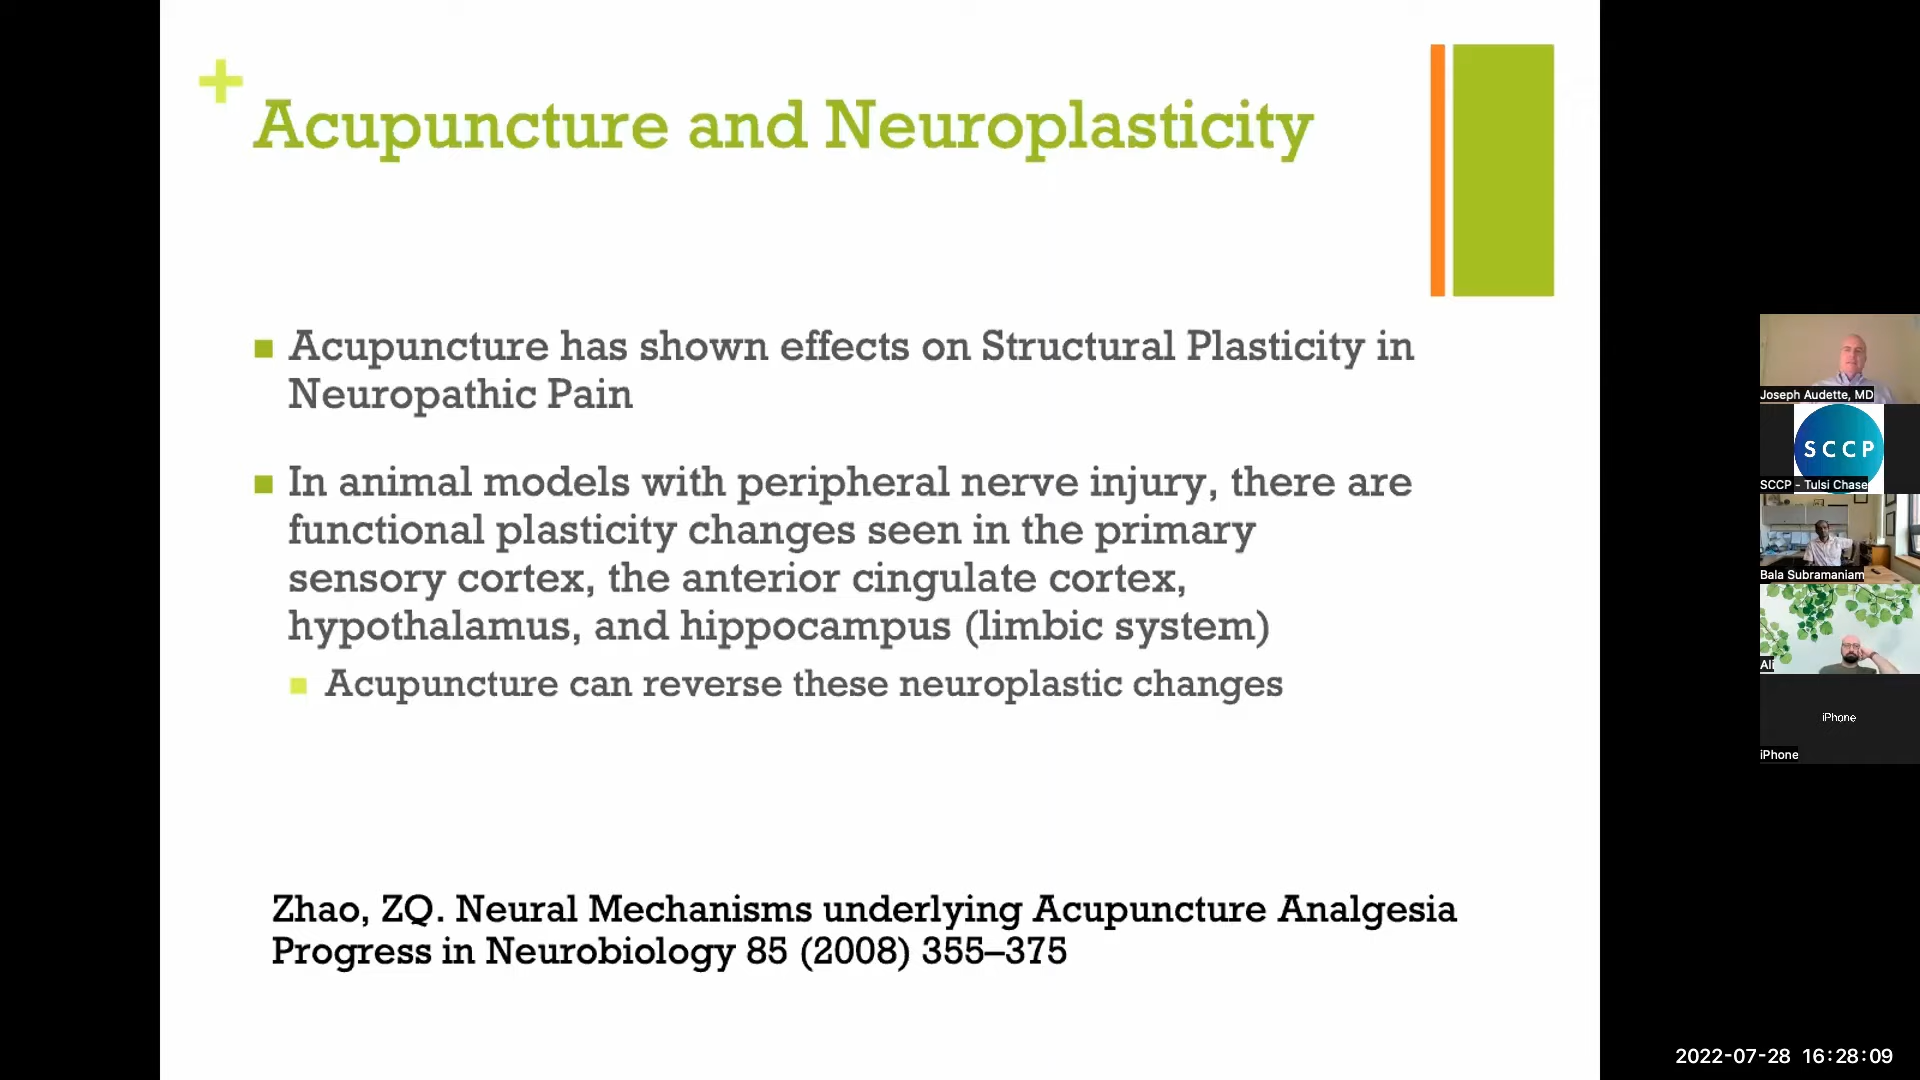 +
Acupuncture and Neuroplasticity
Acupuncture has shown effects on Structural Plasticity in
Neuropathic Pain
In animal models with peripheral nerve injury, there are
functional plasticity changes seen in the primary
sensory cortex, the anterior cingulate cortex,
hypothalamus, and hippocampus (limbic system)
Acupuncture can reverse these neuroplastic changes
Zhao, ZQ. Neural Mechanisms underlying Acupuncture Analgesia
Progress in Neurobiology 85 (2008) 355–375
Joseph Audette, MD
SCCP
SCCP - Tulsi Chase
Bala Subramaniam
Ali
iPhone
iPhone
2022-07-28 16:28:09